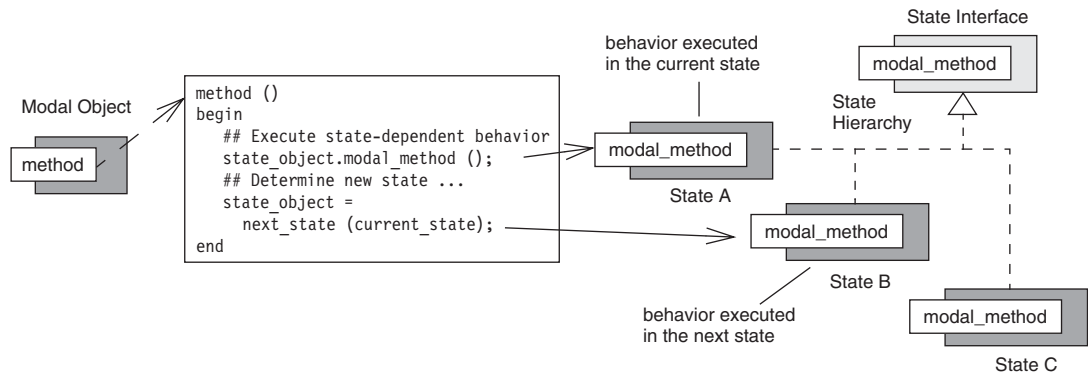 Modal Object
method
method ()
begin
## Execute state-dependent behavior
state_object.modal_method ();
## Determine new state ...
state_object =
next_state (current_state);
end
behavior executed
in the current state
modal_method
State A
State Interface
modal_method
State
Hierarchy
modal_method
State B
behavior executed
in the next state
modal_method
State C